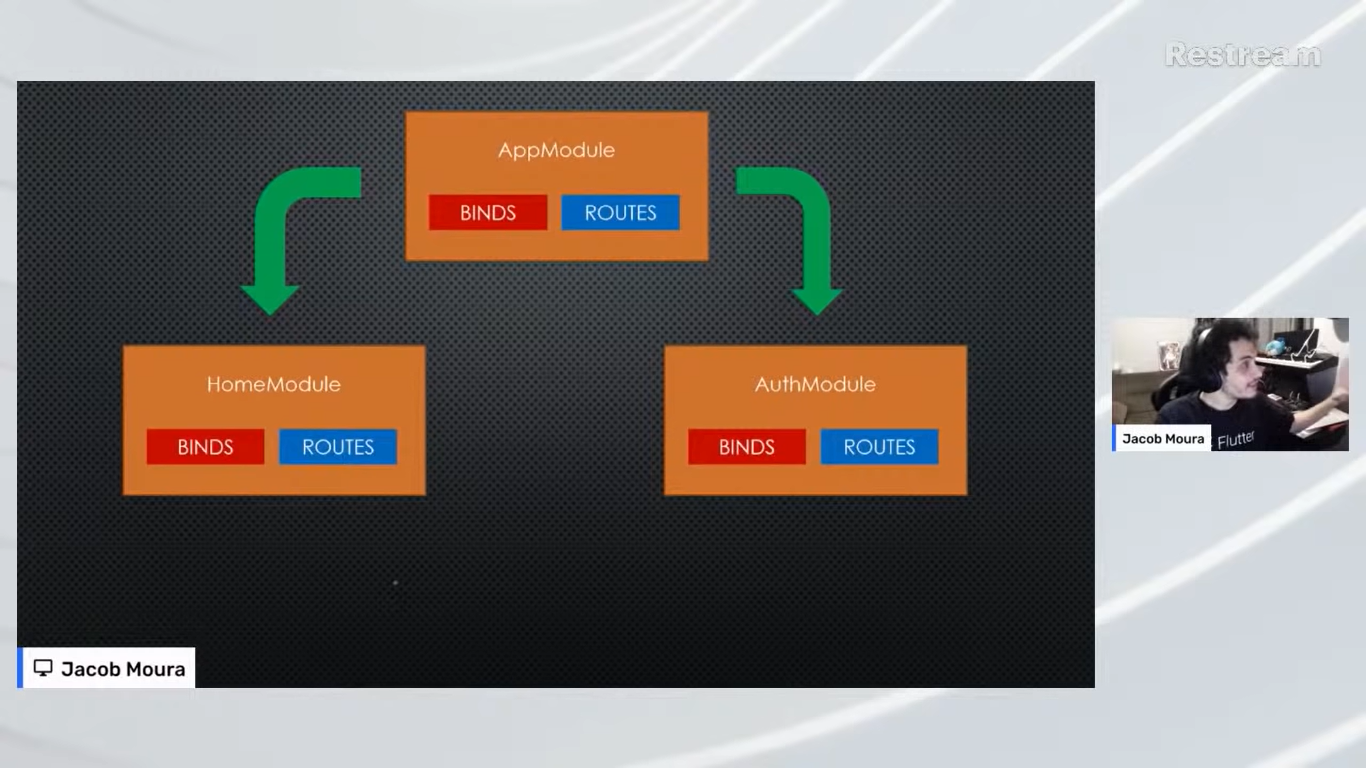 Restream
AppModule
BINDS ROUTES
HomeModule
BINDS ROUTES
AuthModule
BINDS ROUTES
Flutter
Jacob Moura
Jacob Moura